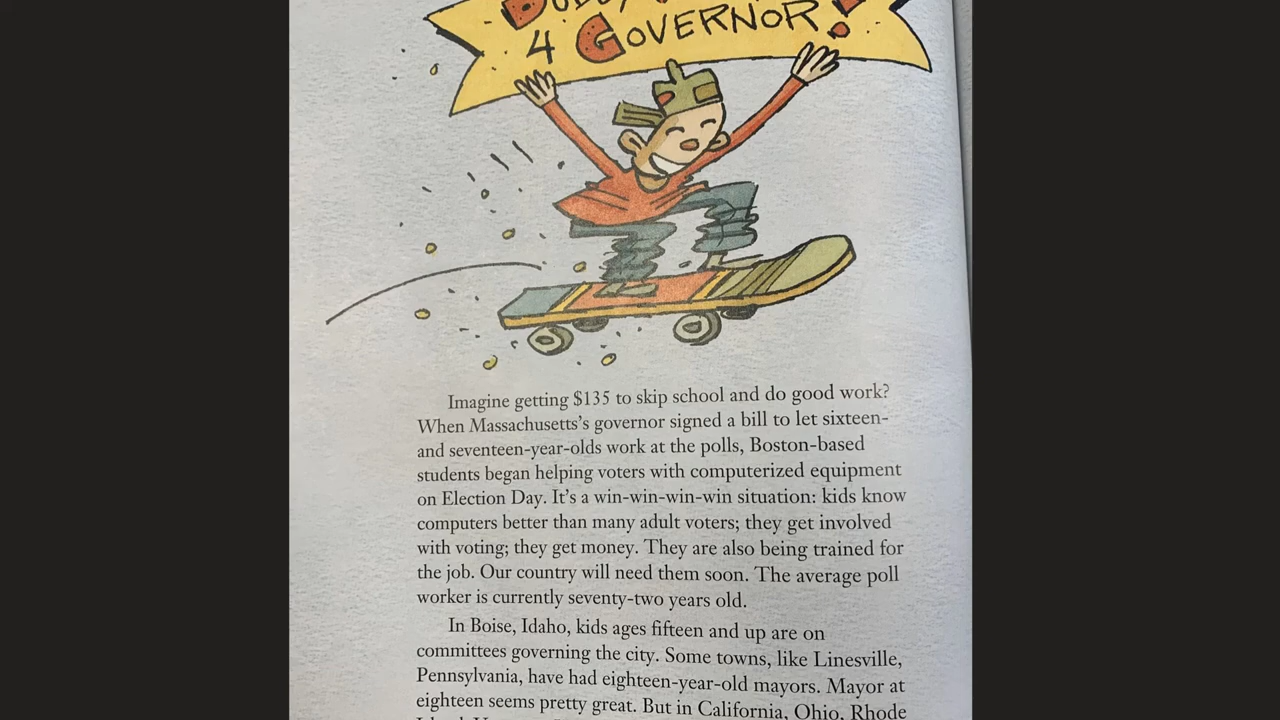 4 GOVERNOR!
Imagine getting $135 to skip school and do good work?
When Massachusetts's governor signed a bill to let sixteen-
and seventeen-year-olds work at the polls, Boston-based
students began helping voters with computerized equipment
on Election Day. It's a win-win-win-win situation: kids know
computers better than many adult voters; they get involved
with voting; they get money. They are also being trained for
the job. Our country will need them soon. The average poll
worker is currently seventy-two years old.
In Boise, Idaho, kids ages fifteen and up are on
committees governing the city. Some towns, like Linesville,
Pennsylvania, have had eighteen-year-old mayors. Mayor at
eighteen seems pretty great. But in California, Ohio, Rhode